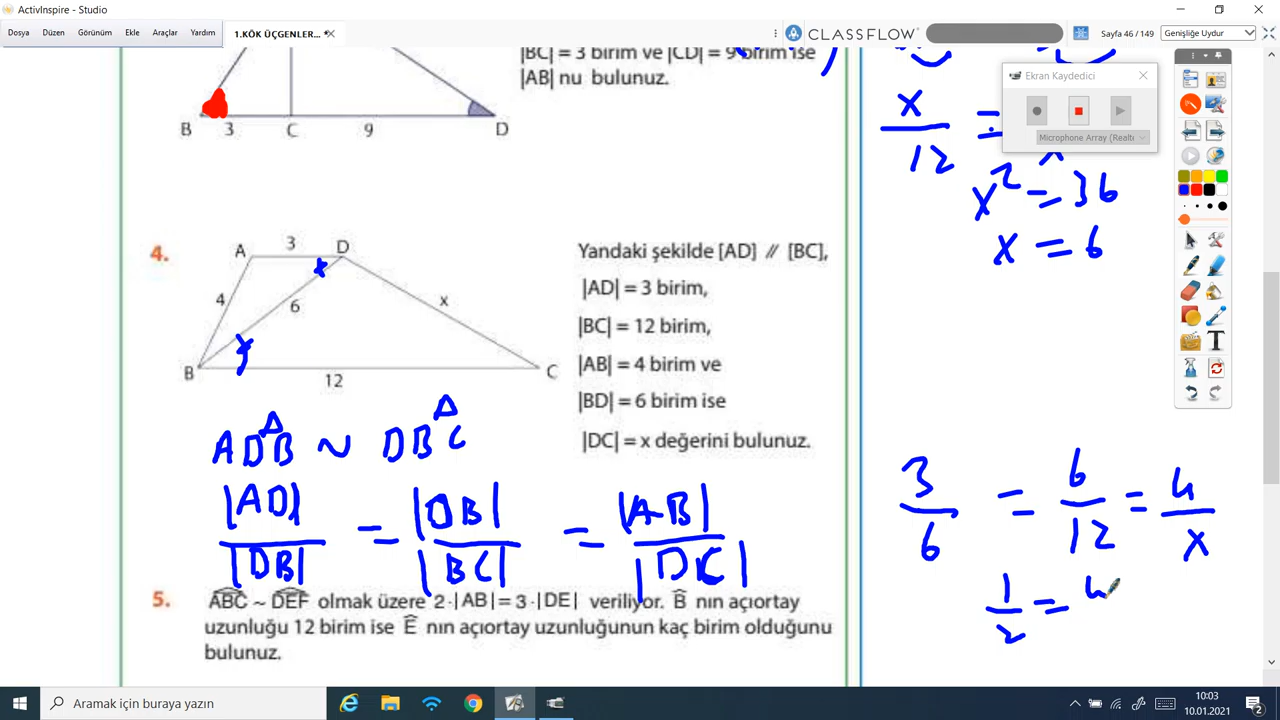 ActivInspire - Studio
Dosya Düzen Görünüm Ekle Araçlar Yardım
1.KÖK ÜÇGENLER...
CLASSFLOW
Sayfa 46 / 149
Genişliğe Uydur
Ekran Kaydedici
Microphone Array (Realte
|BC| = 3 birim ve |CD| = 9 birim ise
|AB| nu bulunuz.
B 3 C 9 D
x
12
=
x² = 36
x = 6
4.
A 3 D
4 6 x
B 12 C
Yandaki şekilde [AD] // [BC],
|AD| = 3 birim,
|BC| = 12 birim,
|AB| = 4 birim ve
|BD| = 6 birim ise
|DC| = x değerini bulunuz.
ADB ~ DBC
|AD| = |DB| = |AB|
|DB| |BC| |DC|
3 = 6 = 4
6 12 x
1 = 4
2
5.
ABC ~ DEF olmak üzere 2·|AB| = 3·|DE| veriliyor. B nın açıortay
uzunluğu 12 birim ise E nın açıortay uzunluğunun kaç birim olduğunu
bulunuz.
Aramak için buraya yazın
10:03
10.01.2021
2